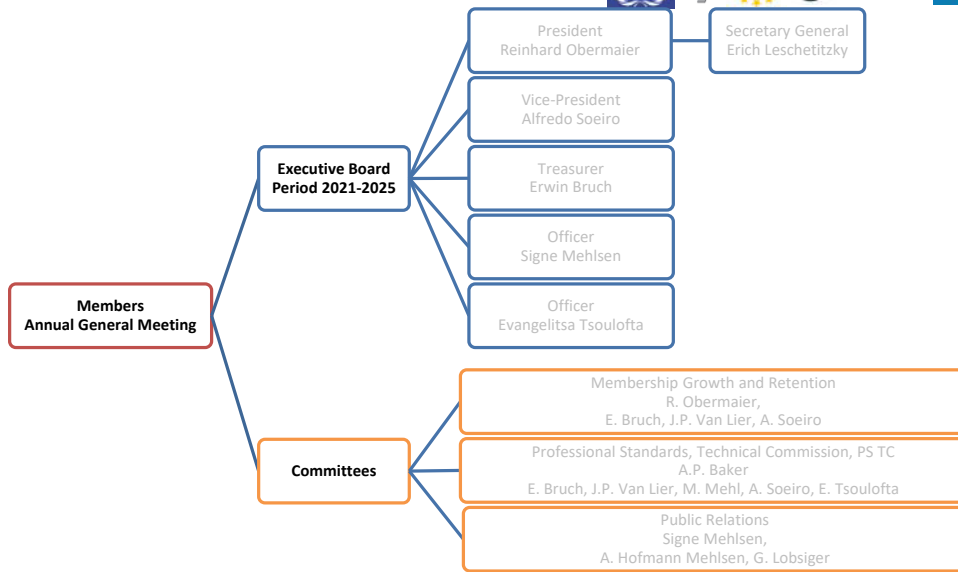 President
Reinhard Obermaier
Secretary General
Erich Leschetitzky
Vice-President
Alfredo Soeiro
Executive Board
Period 2021-2025
Treasurer
Erwin Bruch
Officer
Signe Mehlsen
Members
Annual General Meeting
Officer
Evangelitsa Tsoulofta
Membership Growth and Retention
R. Obermaier,
E. Bruch, J.P. Van Lier, A. Soeiro
Committees
Professional Standards, Technical Commission, PS TC
A.P. Baker
E. Bruch, J.P. Van Lier, M. Mehl, A. Soeiro, E. Tsoulofta
Public Relations
Signe Mehlsen,
A. Hofmann Mehlsen, G. Lobsiger